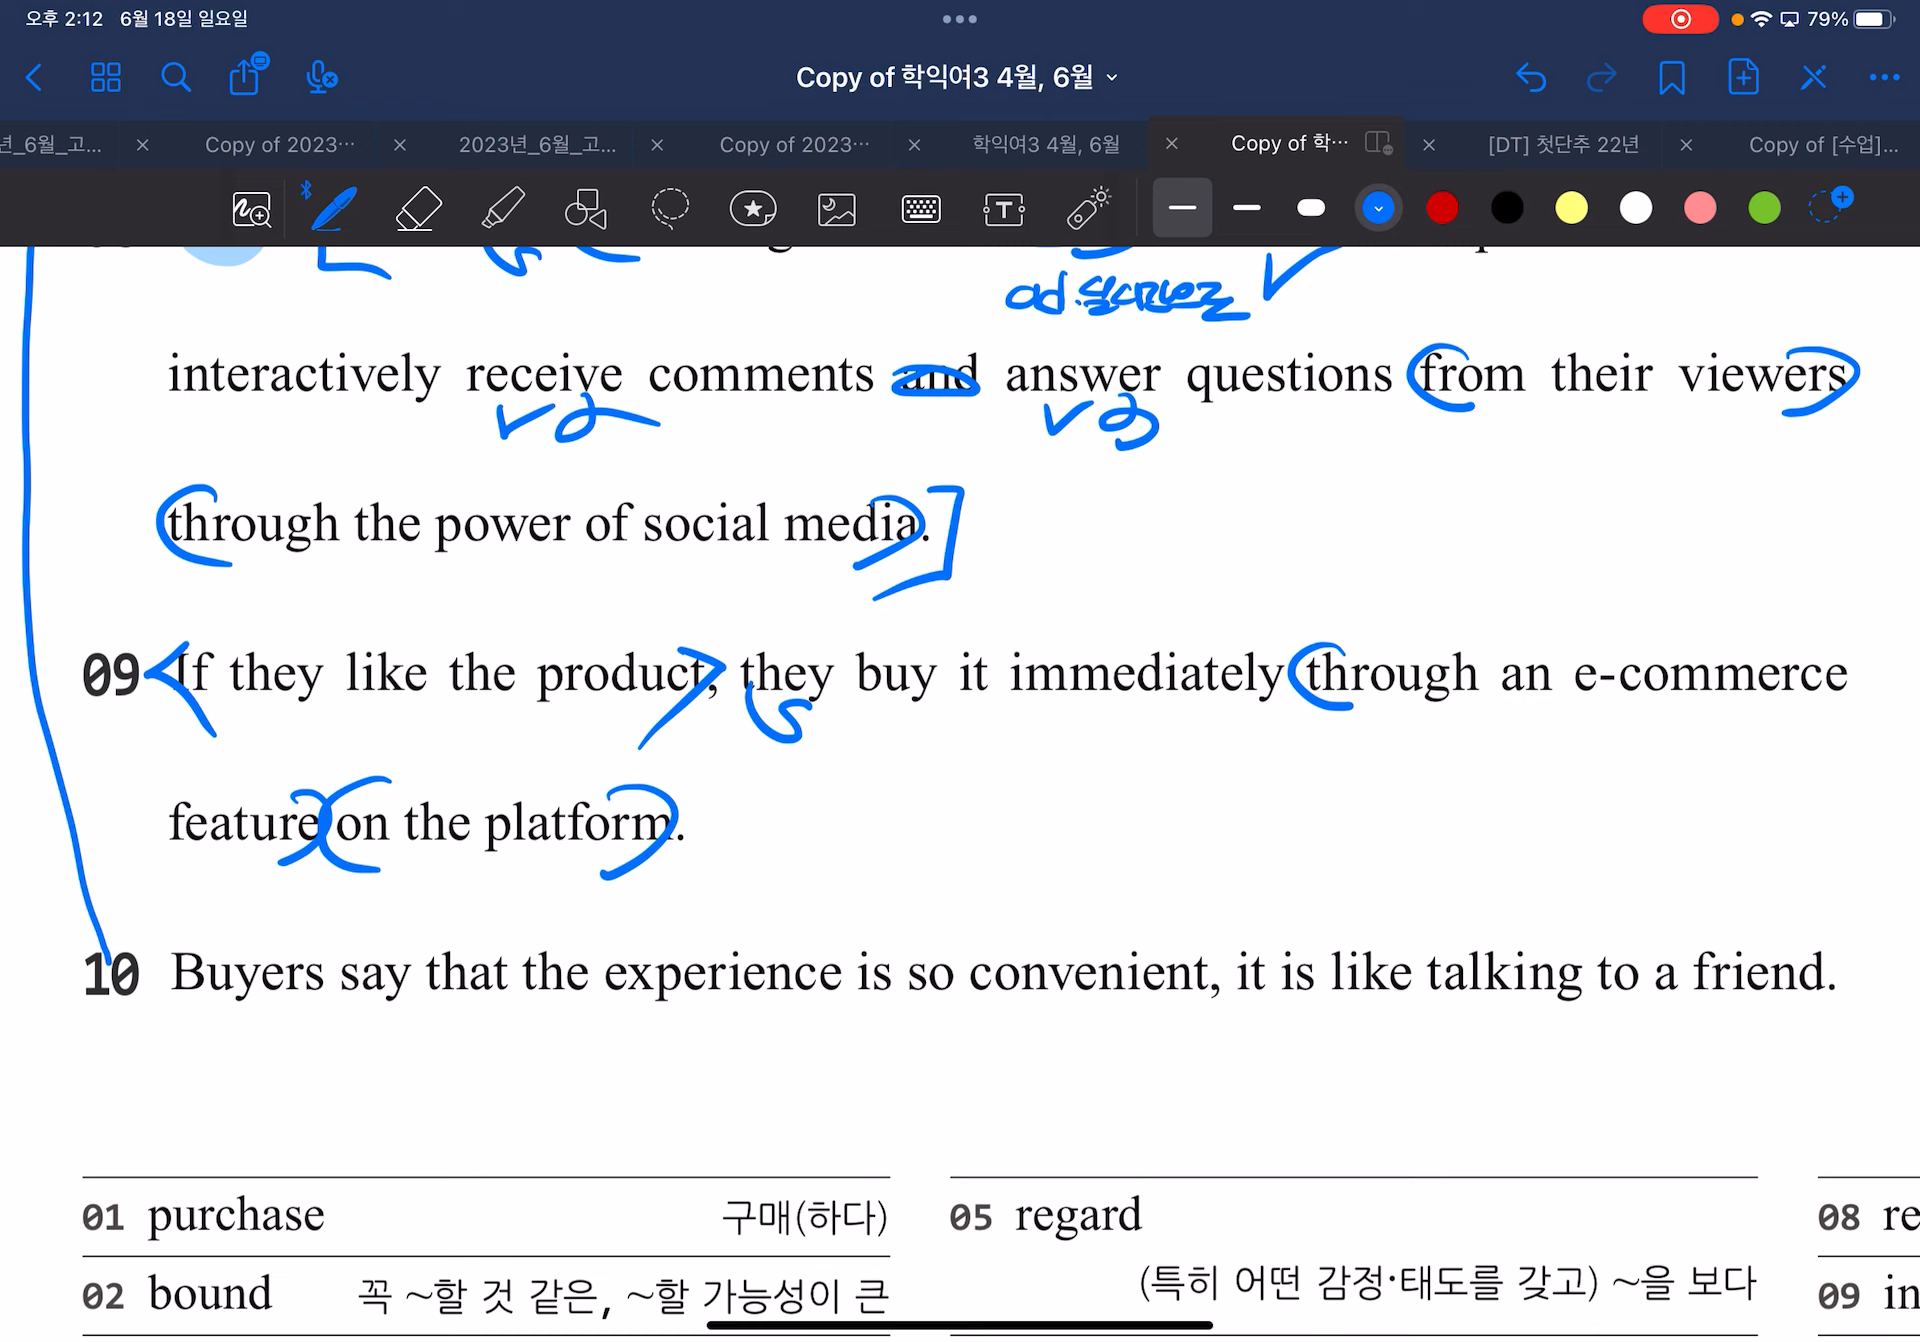 오후 2:12 6월 18일 일요일
79%
Copy of 학익여3 4월, 6월
년_6월_고... Copy of 2023... 2023년_6월_고... Copy of 2023... 학익여3 4월, 6월 Copy of 학... [DT] 첫단추 22년 Copy of [수업]...
interactively receive comments and answer questions from their viewers
through the power of social media.
09 If they like the product, they buy it immediately through an e-commerce
feature on the platform.
10 Buyers say that the experience is so convenient, it is like talking to a friend.
01 purchase 구매(하다)
02 bound 꼭 ~할 것 같은, ~할 가능성이 큰
05 regard
(특히 어떤 감정·태도를 갖고) ~을 보다
08 re
09 in